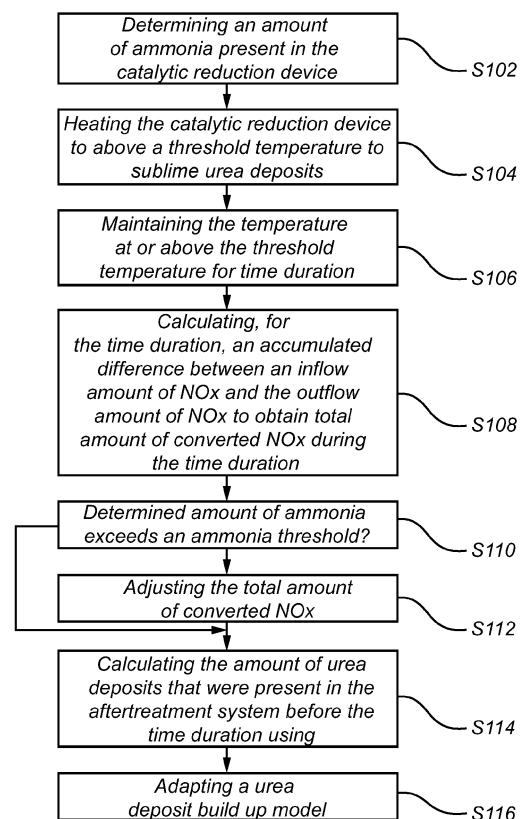 Determining an amount
of ammonia present in the
catalytic reduction device
S102
Heating the catalytic reduction device
to above a threshold temperature to
sublime urea deposits
S104
Maintaining the temperature
at or above the threshold
temperature for time duration
S106
Calculating, for
the time duration, an accumulated
difference between an inflow
amount of NOx and the outflow
amount of NOx to obtain total
amount of converted NOx during
the time duration
S108
Determined amount of ammonia
exceeds an ammonia threshold?
S110
Adjusting the total amount
of converted NOx
S112
Calculating the amount of urea
deposits that were present in the
aftertreatment system before the
time duration using
S114
Adapting a urea
deposit build up model
S116